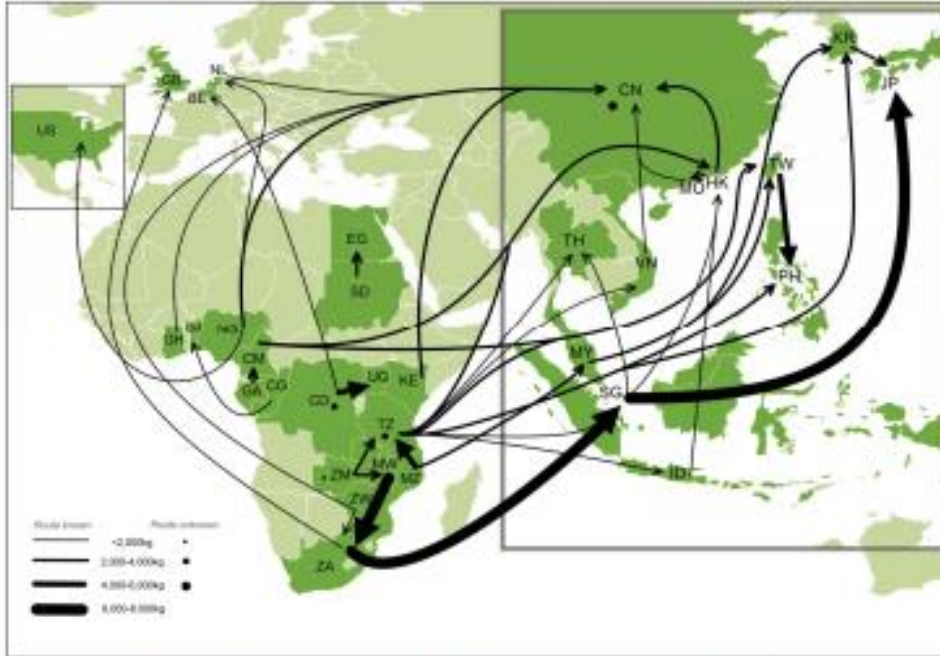 US
GB
NL
BE
CN
KR
JP
MO
HK
TW
EG
SD
TH
VN
PH
GH
CM
GA
CG
CD
UG
KE
MY
SG
TZ
ID
ZM
MW
MZ
ZW
ZA
Route known
Route unknown
<2,000kg
2,000-4,000kg
4,000-6,000kg
6,000-8,000kg